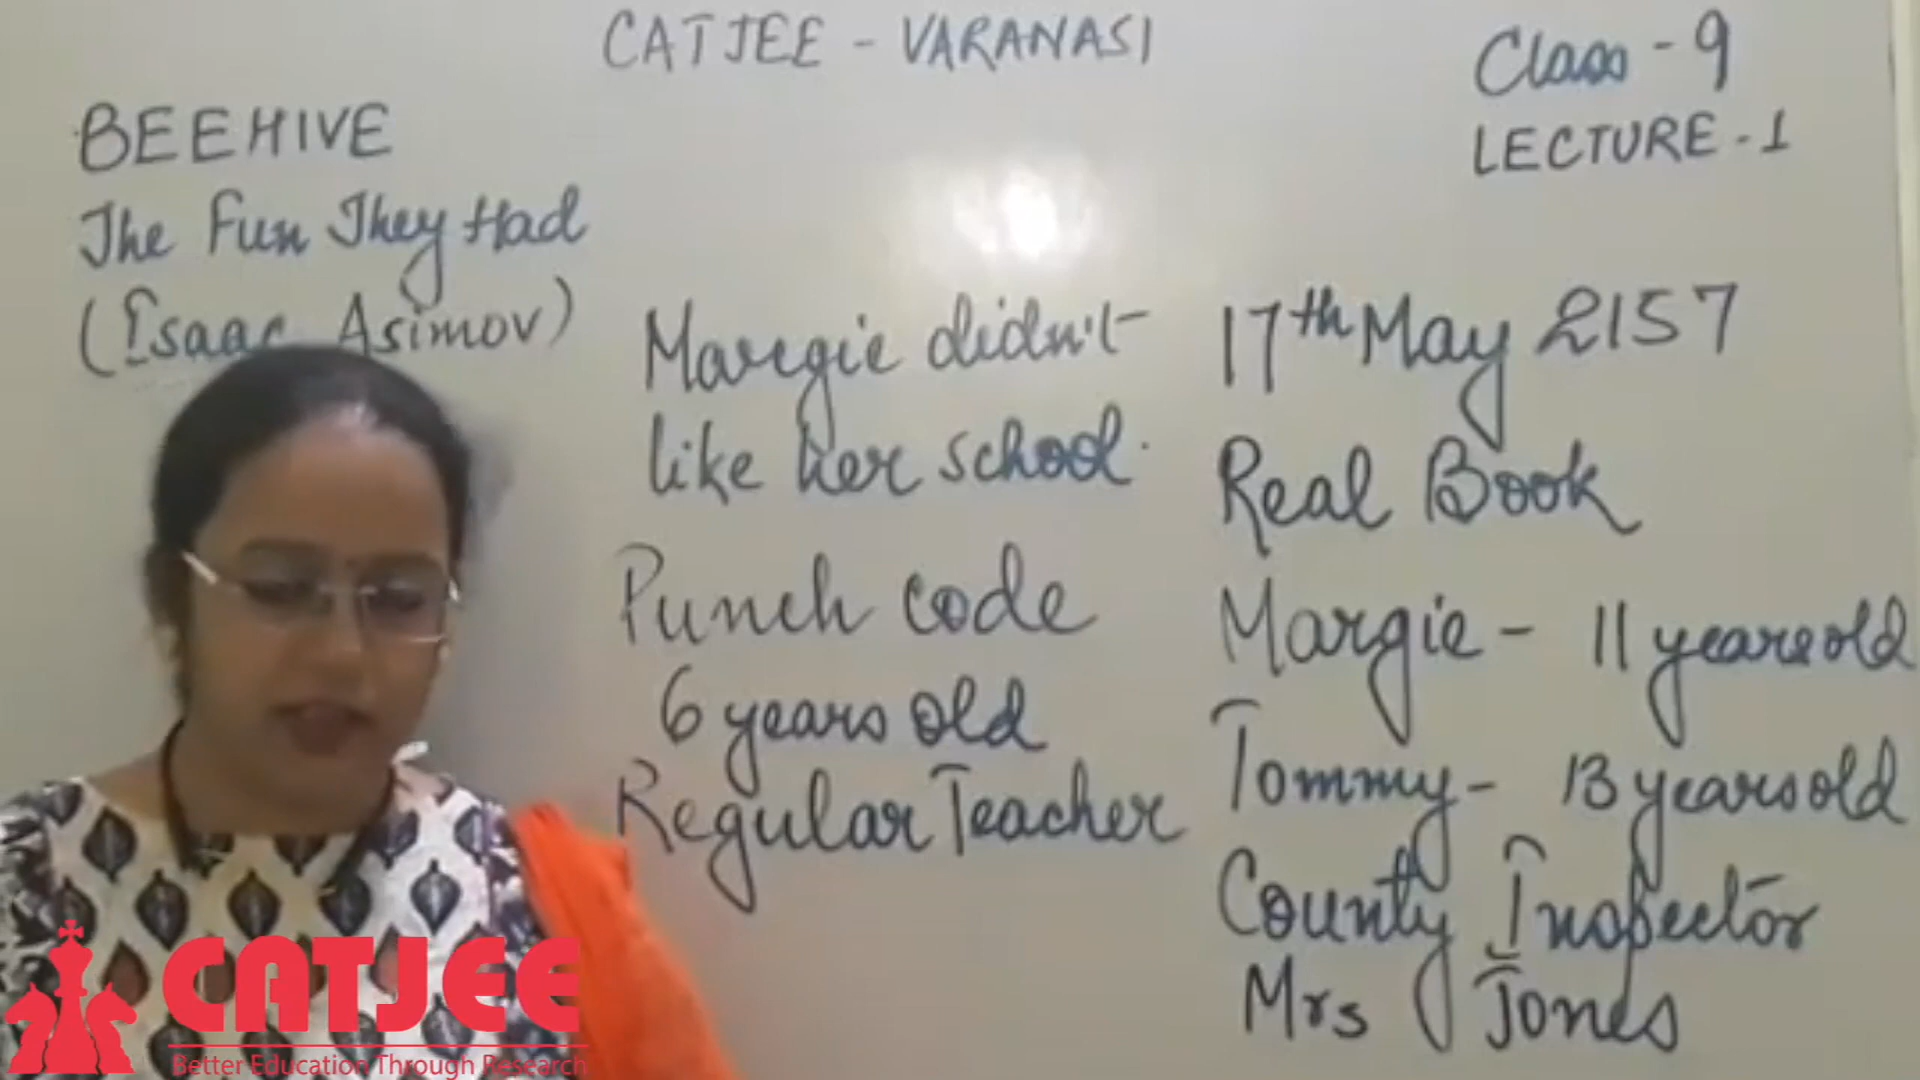 CATJEE - VARANASI
Class - 9
LECTURE - 1
BEEHIVE
The Fun They Had
(Isaac Asimov)
Margie didn't
like her school.
Punch code
6 years old
Regular Teacher
17th May 2157
Real Book
Margie - 11 years old
Tommy - 13 years old
County Inspector
Mrs Jones
CATJEE
Better Education Through Research